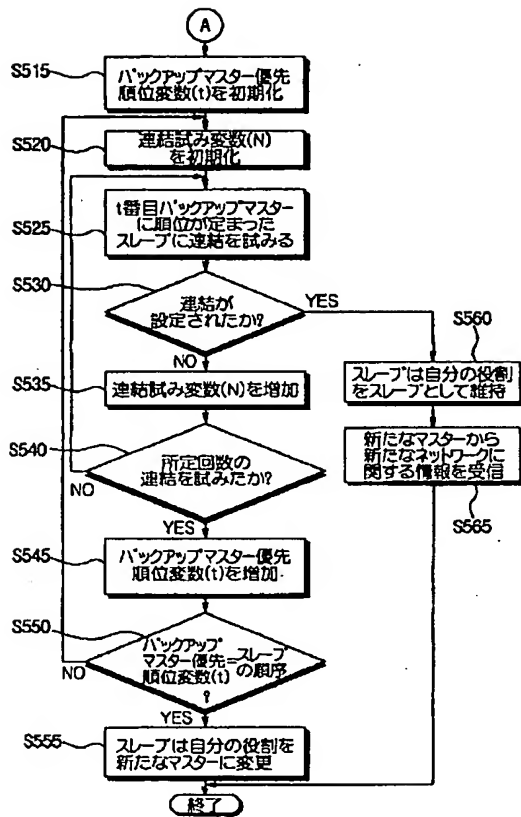 A
S515
バックアップマスター優先
順位変数(t)を初期化
S520
連結試み変数(N)
を初期化
S525
t番目バックアップマスター
に順位が定まった
スレーブに連結を試みる
S530
連結が
設定されたか?
YES
NO
S560
スレーブは自分の役割
をスレーブとして維持
S535
連結試み変数(N)を増加
新たなマスターから
新たなネットワークに
関する情報を受信
S565
S540
所定回数の
連結を試みたか?
NO
YES
S545
バックアップマスター優先
順位変数(t)を増加
S550
バックアップ
マスター優先=スレーブ
順位変数(t) の順序
?
NO
YES
S555
スレーブは自分の役割を
新たなマスターに変更
終了